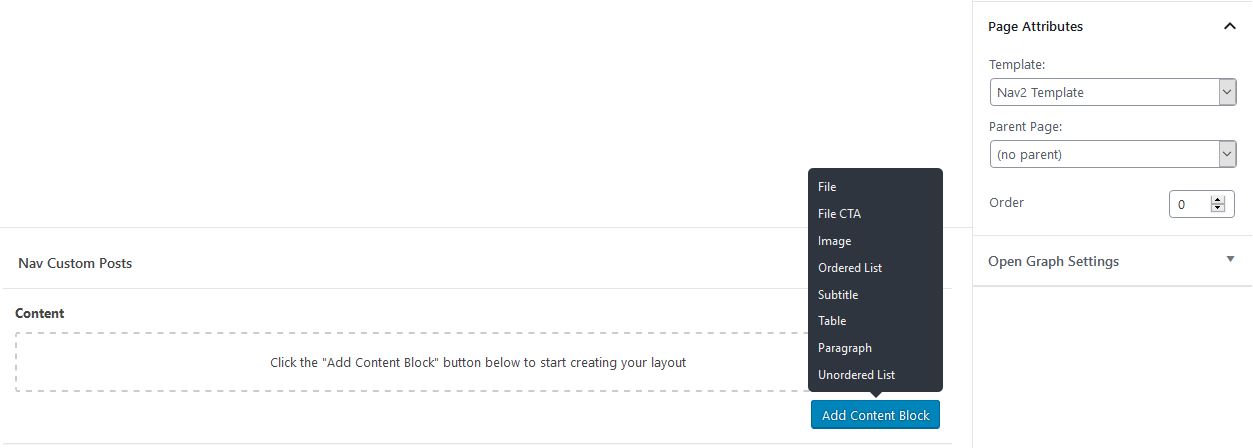 Page Attributes
Template:
Nav2 Template
Parent Page:
(no parent)
Order
0
Open Graph Settings
Nav Custom Posts
Content
Click the "Add Content Block" button below to start creating your layout
File
File CTA
Image
Ordered List
Subtitle
Table
Paragraph
Unordered List
Add Content Block